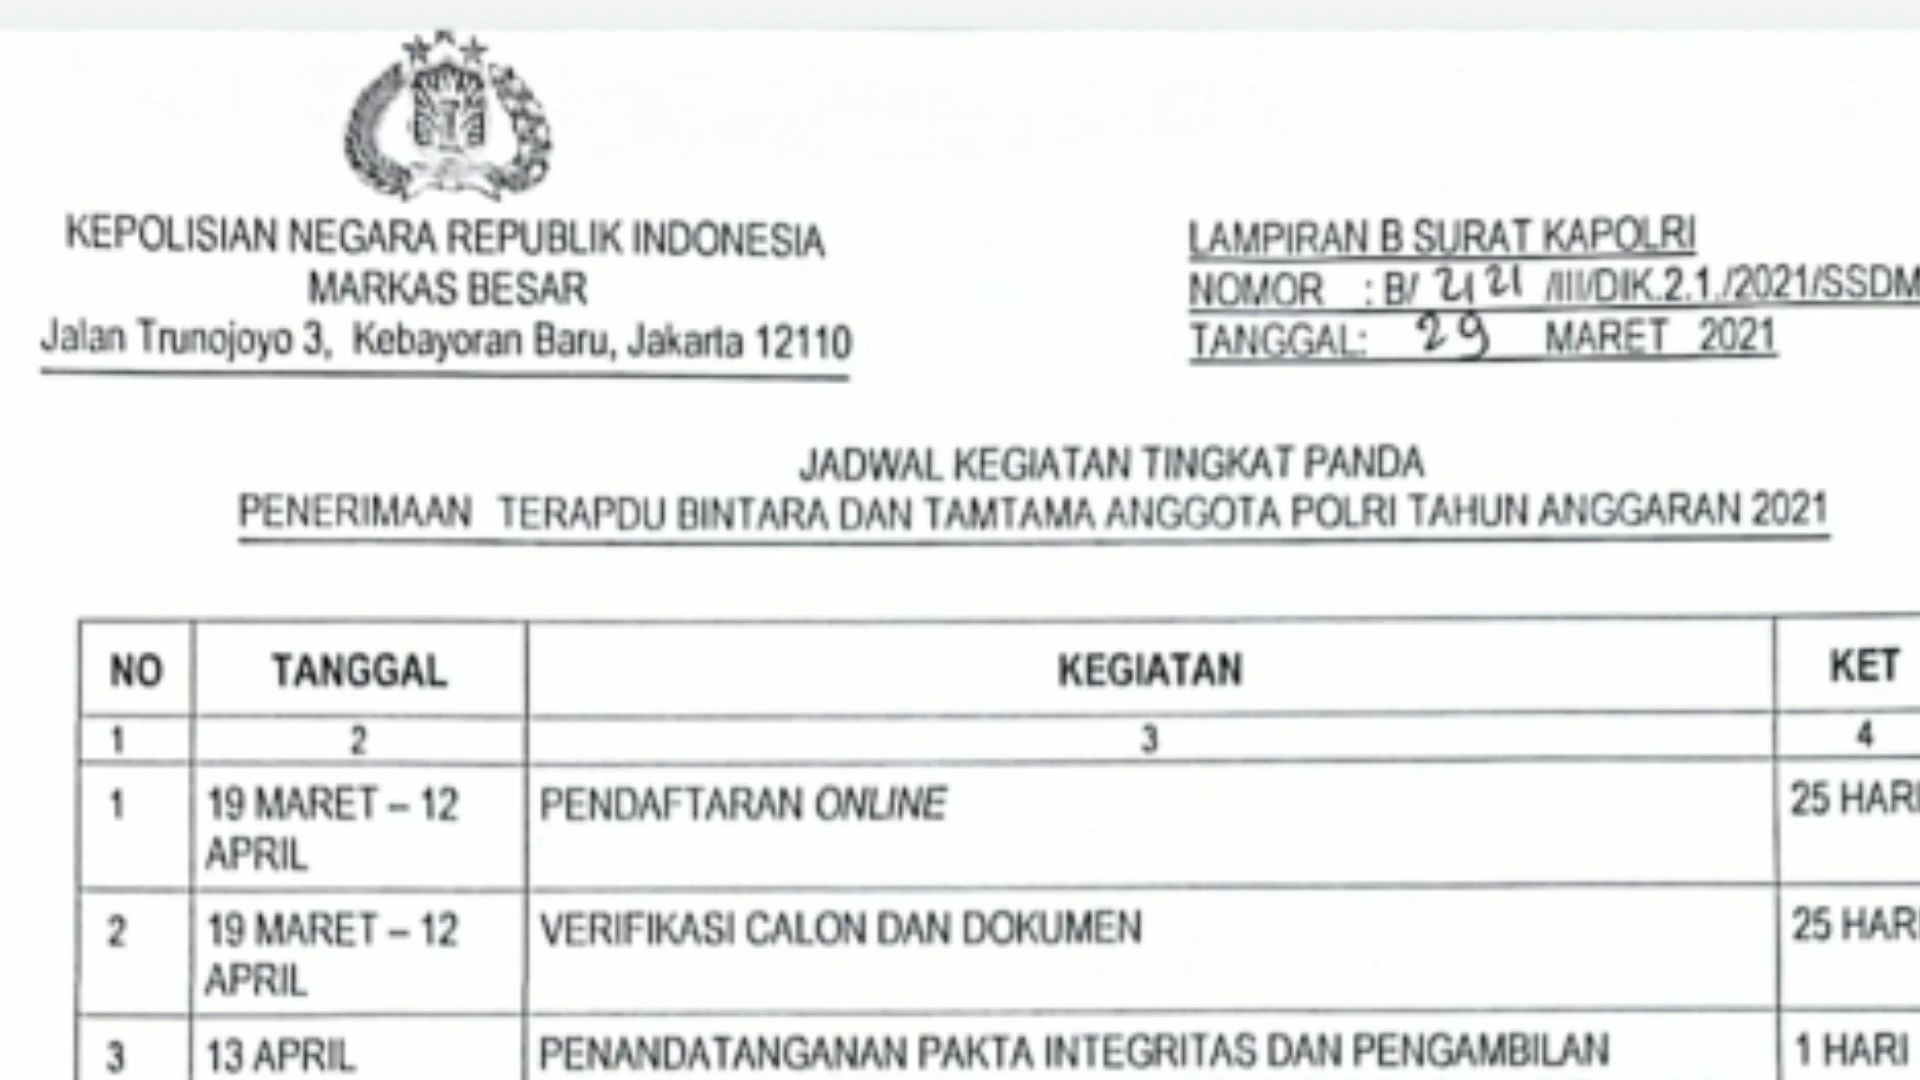 KEPOLISIAN NEGARA REPUBLIK INDONESIA
MARKAS BESAR
Jalan Trunojoyo 3, Kebayoran Baru, Jakarta 12110
LAMPIRAN B SURAT KAPOLRI
NOMOR : B/ 2121 /III/DIK.2.1./2021/SSDM
TANGGAL: 29 MARET 2021
JADWAL KEGIATAN TINGKAT PANDA
PENERIMAAN TERAPDU BINTARA DAN TAMTAMA ANGGOTA POLRI TAHUN ANGGARAN 2021
NO TANGGAL KEGIATAN KET
1 2 3 4
1 19 MARET – 12 PENDAFTARAN ONLINE 25 HARI
APRIL
2 19 MARET – 12 VERIFIKASI CALON DAN DOKUMEN 25 HARI
APRIL
3 13 APRIL PENANDATANGANAN PAKTA INTEGRITAS DAN PENGAMBILAN 1 HARI